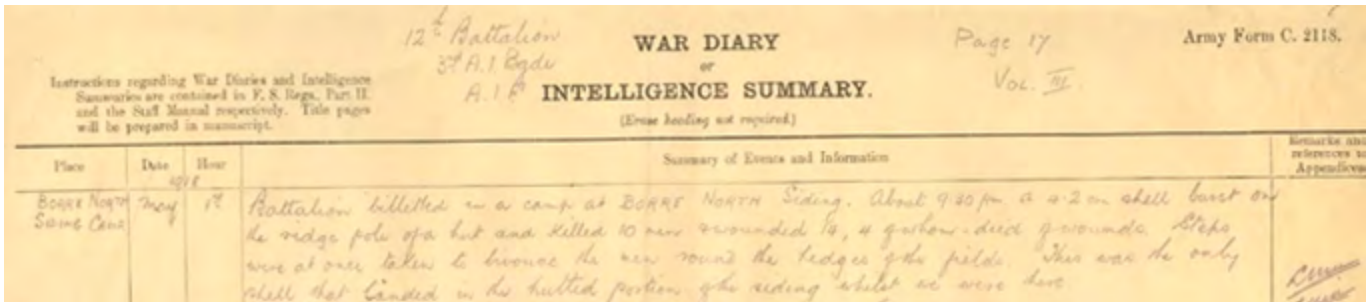 12th Battalion
3rd A.I. Bgde
A.I.F
WAR DIARY
or
INTELLIGENCE SUMMARY.
(Erase heading not required.)
Page 17
Vol. III.
Army Form C. 2118.
Instructions regarding War Diaries and Intelligence
Summaries are contained in F. S. Regs., Part II.
and the Staff Manual respectively. Title pages
will be prepared in manuscript.
Place Date Hour Summary of Events and Information
Remarks and
references to
Appendices
1918
BORRE NORTH May 1st Battalion billetted in a camp at BORRE NORTH Siding. About 9.30 pm a 4.2 cm shell burst on
SIDING CAMP the ridge pole of a hut and killed 10 men & wounded 14, 4 of whom died of wounds. Steps
were at once taken to bivouac the men round the hedges of the fields. This was the only
shell that landed in the hutted portion of the siding whilst we were here.